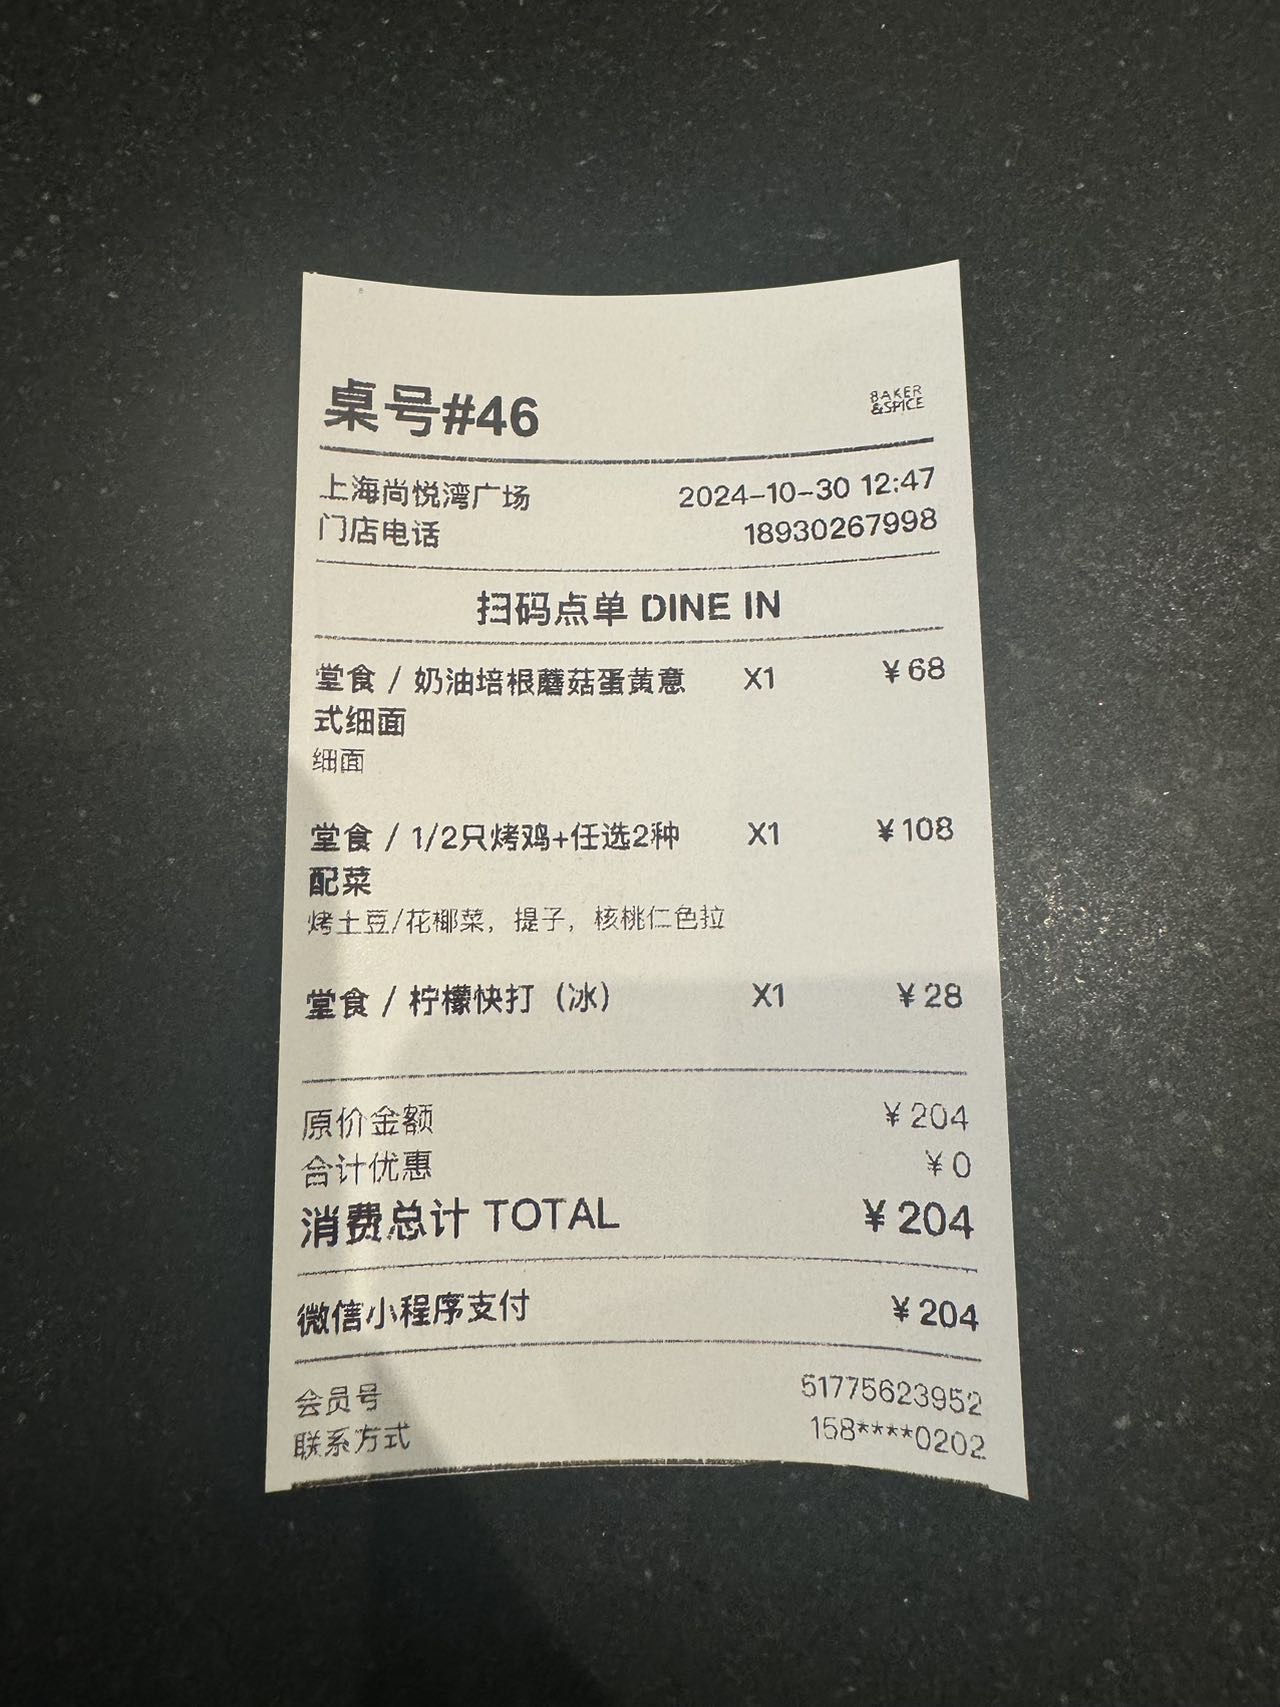 桌号#46
BAKER
&SPICE
上海尚悦湾广场 2024-10-30 12:47
门店电话 18930267998
扫码点单 DINE IN
堂食 / 奶油培根蘑菇蛋黄意 X1 ¥68
式细面
细面
堂食 / 1/2只烤鸡+任选2种 X1 ¥108
配菜
烤土豆/花椰菜，提子，核桃仁色拉
堂食 / 柠檬快打（冰） X1 ¥28
原价金额 ¥204
合计优惠 ¥0
消费总计 TOTAL ¥204
微信小程序支付 ¥204
会员号 51775623952
联系方式 158****0202